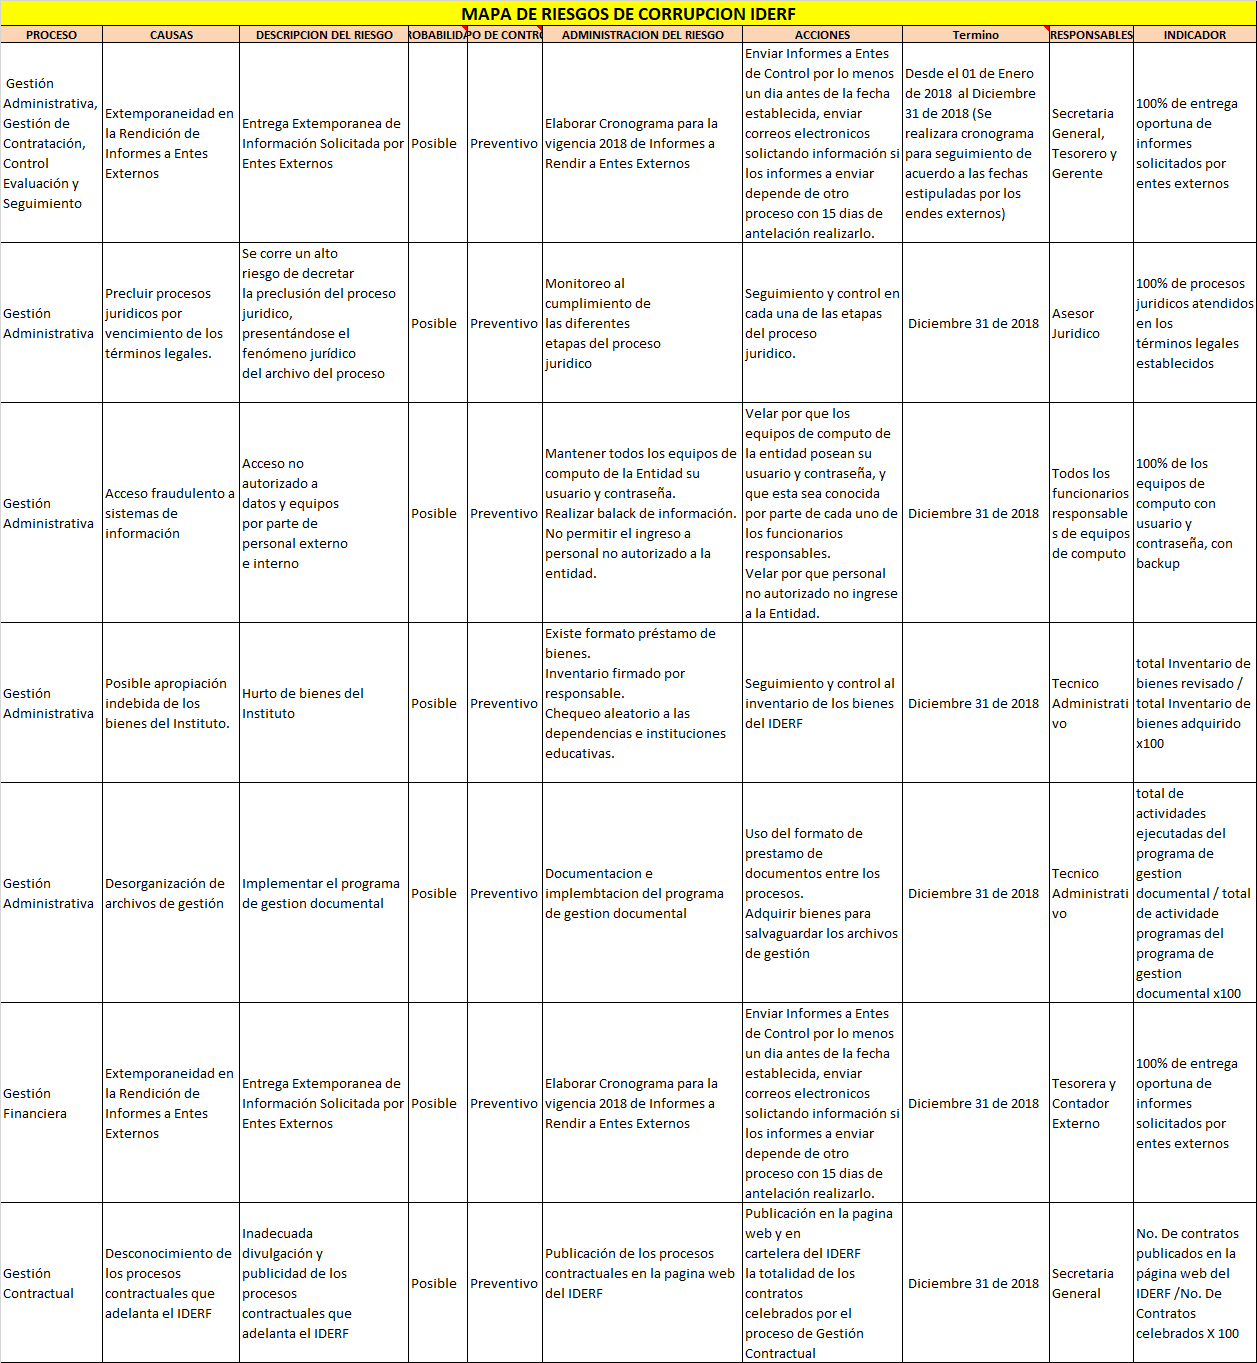 MAPA DE RIESGOS DE CORRUPCION IDERF
PROCESO
CAUSAS
DESCRIPCION DEL RIESGO
ROBABILIDA
PO DE CONTRO
ADMINISTRACION DEL RIESGO
ACCIONES
Termino
RESPONSABLES
INDICADOR
Gestión
Administrativa,
Gestión de
Contratación,
Control
Evaluación y
Seguimiento
Extemporaneidad en
la Rendición de
Informes a Entes
Externos
Entrega Extemporanea de
Información Solicitada por
Entes Externos
Posible
Preventivo
Elaborar Cronograma para la
vigencia 2018 de Informes a
Rendir a Entes Externos
Enviar Informes a Entes
de Control por lo menos
un dia antes de la fecha
establecida, enviar
correos electronicos
solictando información si
los informes a enviar
depende de otro
proceso con 15 dias de
antelación realizarlo.
Desde el 01 de Enero
de 2018 al Diciembre
31 de 2018 (Se
realizara cronograma
para seguimiento de
acuerdo a las fechas
estipuladas por los
endes externos)
Secretaria
General,
Tesorero y
Gerente
100% de entrega
oportuna de
informes
solicitados por
entes externos
Gestión
Administrativa
Precluir procesos
juridicos por
vencimiento de los
términos legales.
Se corre un alto
riesgo de decretar
la preclusión del proceso
juridico,
presentándose el
fenómeno jurídico
del archivo del proceso
Posible
Preventivo
Monitoreo al
cumplimiento de
las diferentes
etapas del proceso
juridico
Seguimiento y control en
cada una de las etapas
del proceso
juridico.
Diciembre 31 de 2018
Asesor
Juridico
100% de procesos
juridicos atendidos
en los
términos legales
establecidos
Gestión
Administrativa
Acceso fraudulento a
sistemas de
información
Acceso no
autorizado a
datos y equipos
por parte de
personal externo
e interno
Posible
Preventivo
Mantener todos los equipos de
computo de la Entidad su
usuario y contraseña.
Realizar balack de información.
No permitir el ingreso a
personal no autorizado a la
entidad.
Velar por que los
equipos de computo de
la entidad posean su
usuario y contraseña, y
que esta sea conocida
por parte de cada uno de
los funcionarios
responsables.
Velar por que personal
no autorizado no ingrese
a la Entidad.
Diciembre 31 de 2018
Todos los
funcionarios
responsable
s de equipos
de computo
100% de los
equipos de
computo con
usuario y
contraseña, con
backup
Gestión
Administrativa
Posible apropiación
indebida de los
bienes del Instituto.
Hurto de bienes del
Instituto
Posible
Preventivo
Existe formato préstamo de
bienes.
Inventario firmado por
responsable.
Chequeo aleatorio a las
dependencias e instituciones
educativas.
Seguimiento y control al
inventario de los bienes
del IDERF
Diciembre 31 de 2018
Tecnico
Administrati
vo
total Inventario de
bienes revisado /
total Inventario de
bienes adquirido
x100
Gestión
Administrativa
Desorganización de
archivos de gestión
Implementar el programa
de gestion documental
Posible
Preventivo
Documentacion e
implembtacion del programa
de gestion documental
Uso del formato de
prestamo de
documentos entre los
procesos.
Adquirir bienes para
salvaguardar los archivos
de gestión
Diciembre 31 de 2018
Tecnico
Administrati
vo
total de
actividades
ejecutadas del
programa de
gestion
documental / total
de actividade
programas del
programa de
gestion
documental x100
Gestión
Financiera
Extemporaneidad en
la Rendición de
Informes a Entes
Externos
Entrega Extemporanea de
Información Solicitada por
Entes Externos
Posible
Preventivo
Elaborar Cronograma para la
vigencia 2018 de Informes a
Rendir a Entes Externos
Enviar Informes a Entes
de Control por lo menos
un dia antes de la fecha
establecida, enviar
correos electronicos
solictando información si
los informes a enviar
depende de otro
proceso con 15 dias de
antelación realizarlo.
Diciembre 31 de 2018
Tesorera y
Contador
Externo
100% de entrega
oportuna de
informes
solicitados por
entes externos
Gestión
Contractual
Desconocimiento de
los procesos
contractuales que
adelanta el IDERF
Inadecuada
divulgación y
publicidad de los
procesos
contractuales que
adelanta el IDERF
Posible
Preventivo
Publicación de los procesos
contractuales en la pagina web
del IDERF
Publicación en la pagina
web y en
cartelera del IDERF
la totalidad de los
contratos
celebrados por el
proceso de Gestión
Contractual
Diciembre 31 de 2018
Secretaria
General
No. De contratos
publicados en la
página web del
IDERF /No. De
Contratos
celebrados X 100